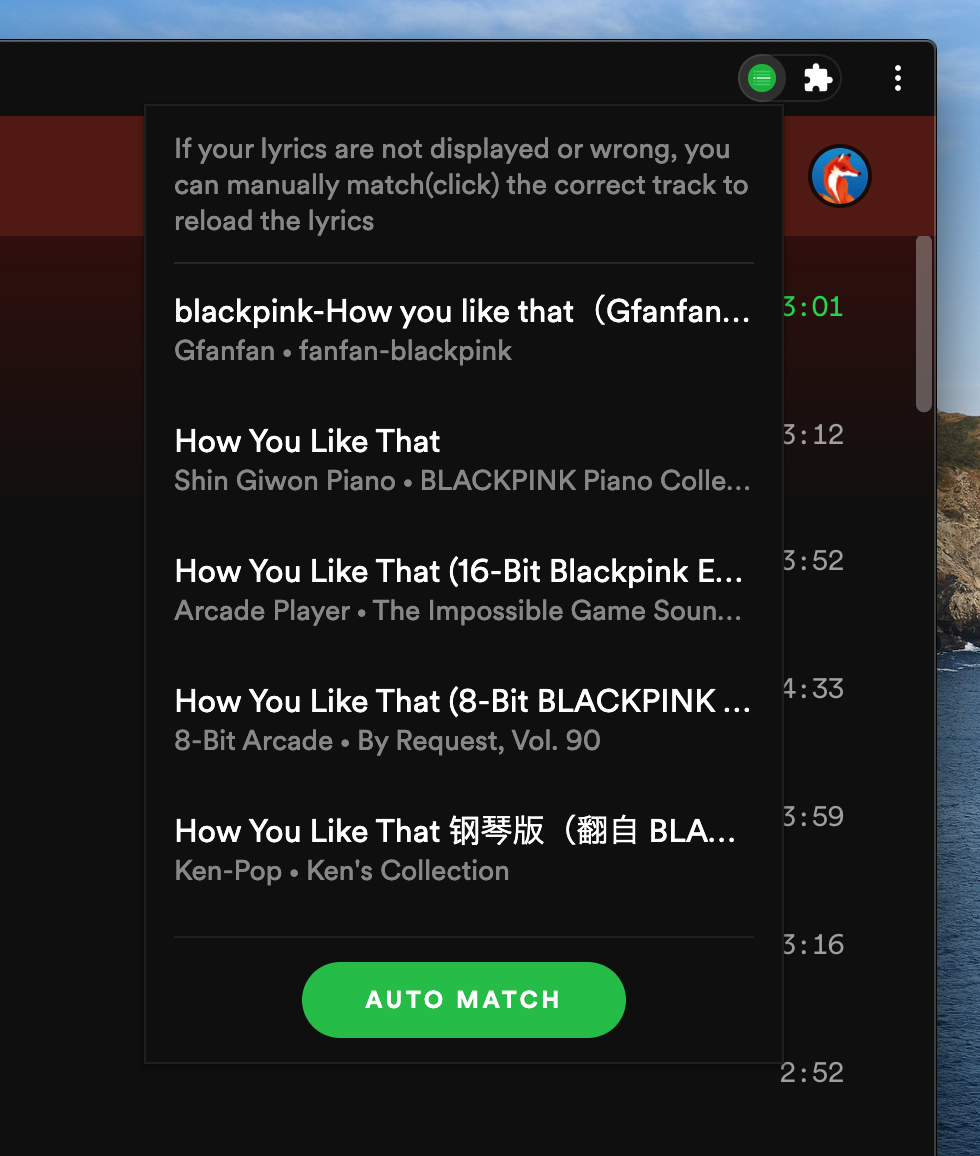 If your lyrics are not displayed or wrong, you
can manually match(click) the correct track to
reload the lyrics
blackpink-How you like that（Gfanfan...
Gfanfan • fanfan-blackpink
3:01
How You Like That
Shin Giwon Piano • BLACKPINK Piano Colle...
3:12
How You Like That (16-Bit Blackpink E...
Arcade Player • The Impossible Game Soun...
3:52
How You Like That (8-Bit BLACKPINK ...
8-Bit Arcade • By Request, Vol. 90
4:33
How You Like That 钢琴版（翻自 BLA...
Ken-Pop • Ken's Collection
3:59
3:16
AUTO MATCH
2:52